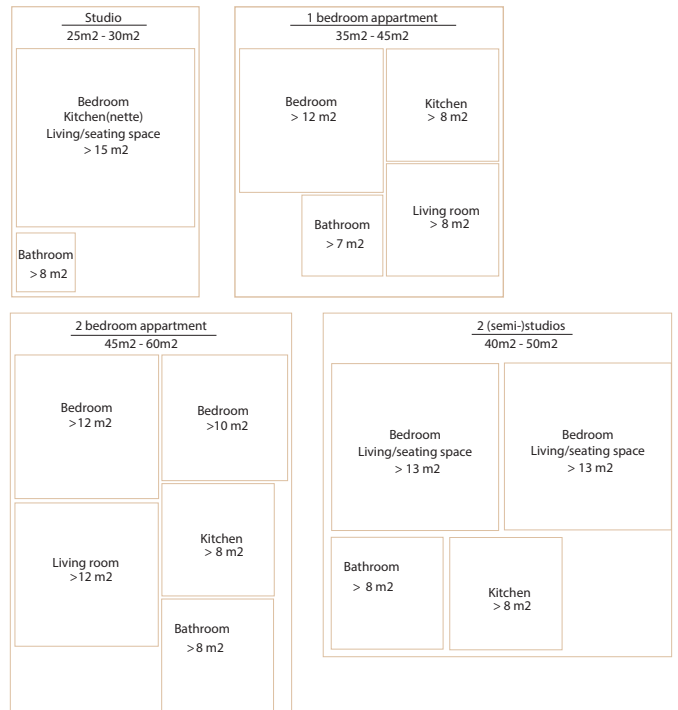 Studio
25m2 - 30m2
Bedroom
Kitchen(nette)
Living/seating space
> 15 m2
Bathroom
> 8 m2
1 bedroom appartment
35m2 - 45m2
Bedroom
> 12 m2
Kitchen
> 8 m2
Bathroom
> 7 m2
Living room
> 8 m2
2 bedroom appartment
45m2 - 60m2
Bedroom
>12 m2
Bedroom
>10 m2
Living room
>12 m2
Kitchen
> 8 m2
Bathroom
>8 m2
2 (semi-)studios
40m2 - 50m2
Bedroom
Living/seating space
> 13 m2
Bedroom
Living/seating space
> 13 m2
Bathroom
> 8 m2
Kitchen
> 8 m2